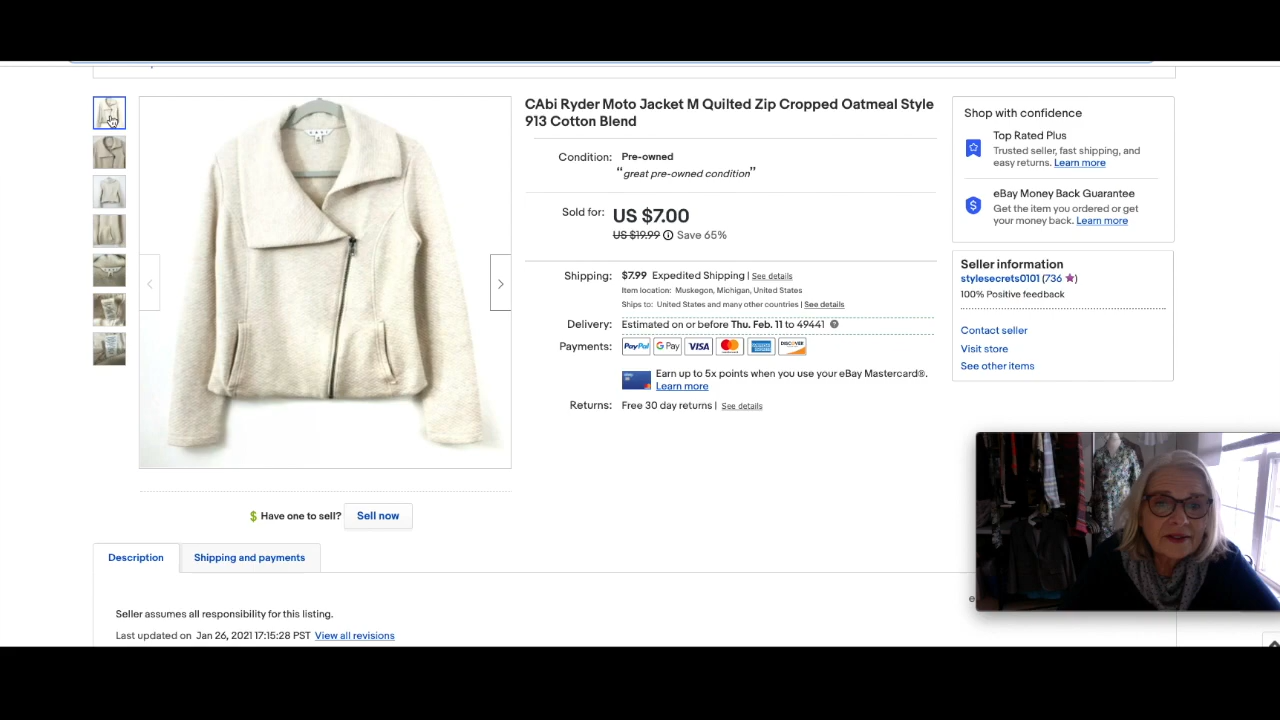 CAbi Ryder Moto Jacket M Quilted Zip Cropped Oatmeal Style
913 Cotton Blend
Condition: Pre-owned
“great pre-owned condition”
Sold for: US $7.00
US $19.99 Save 65%
Shipping: $7.99 Expedited Shipping | See details
Item location: Muskegon, Michigan, United States
Ships to: United States and many other countries | See details
Delivery: Estimated on or before Thu. Feb. 11 to 49441
Payments: PayPal G Pay VISA
Earn up to 5x points when you use your eBay Mastercard®.
Learn more
Returns: Free 30 day returns | See details
Shop with confidence
Top Rated Plus
Trusted seller, fast shipping, and
easy returns. Learn more
eBay Money Back Guarantee
Get the item you ordered or get
your money back. Learn more
Seller information
stylesecrets0101 (736)
100% Positive feedback
Contact seller
Visit store
See other items
Have one to sell? Sell now
Description
Shipping and payments
Seller assumes all responsibility for this listing.
Last updated on Jan 26, 2021 17:15:28 PST View all revisions